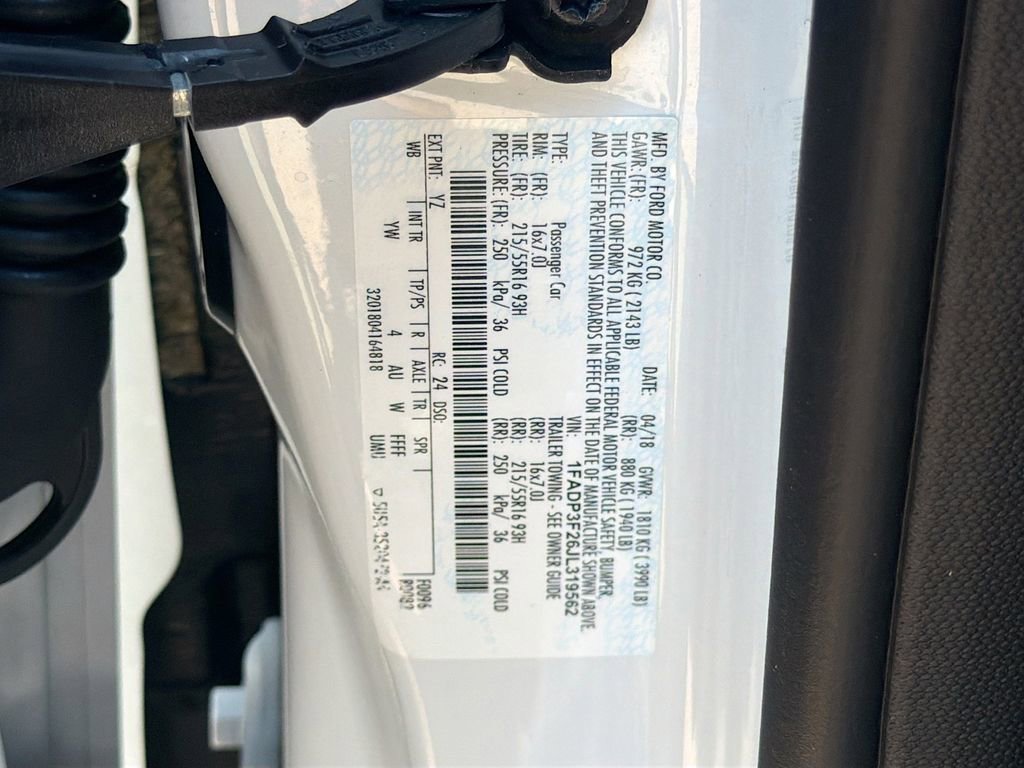 MFD. BY FORD MOTOR CO. DATE: 04/18 GVWR: 1810 KG ( 3990 LB)
GAWR: (FR): 972 KG ( 2143 LB) (RR): 880 KG ( 1940 LB)
THIS VEHICLE CONFORMS TO ALL APPLICABLE FEDERAL MOTOR VEHICLE SAFETY, BUMPER
AND THEFT PREVENTION STANDARDS IN EFFECT ON THE DATE OF MANUFACTURE SHOWN ABOVE.
VIN: 1FADP3F26JL319562
TYPE: Passenger Car TRAILER TOWING - SEE OWNER GUIDE
RIM: (FR): 16x7.0J (RR): 16x7.0J
TIRE: (FR): 215/55R16 93H (RR): 215/55R16 93H
PRESSURE: (FR): 250 kPa/ 36 PSI COLD (RR): 250 kPa/ 36 PSI COLD
EXT PNT: YZ RC: 24 DSO: F0096
WB INT TR TP/PS R AXLE TR SPR R0082
YW 4 AU W FFFF UMIJ
3201804164818